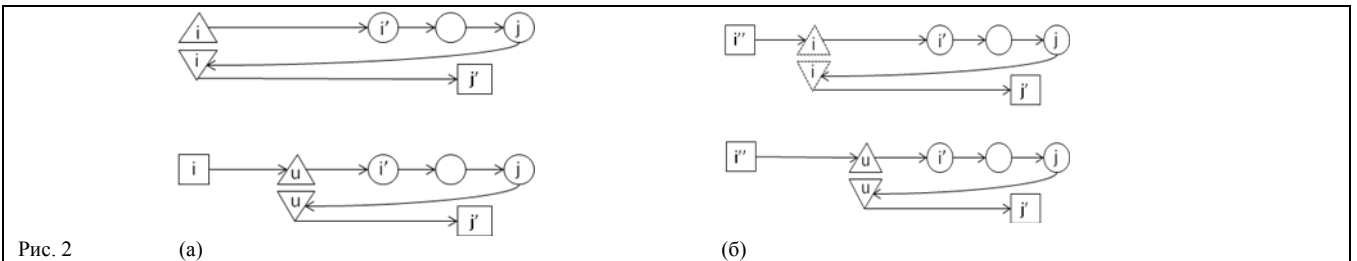 i i' j i'' i i' j
i i
j' j'
i u i' j i'' u i' j
u u
j' j'
Рис. 2 (а) (б)